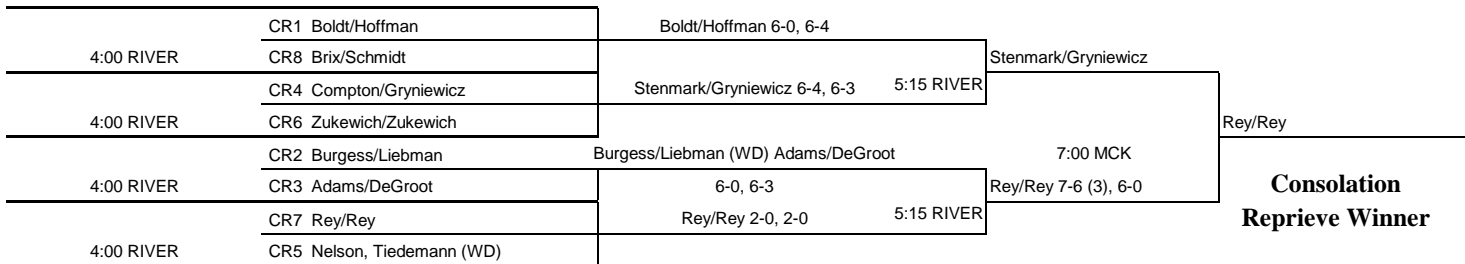 CR1 Boldt/Hoffman Boldt/Hoffman 6-0, 6-4
4:00 RIVER CR8 Brix/Schmidt Stenmark/Gryniewicz
CR4 Compton/Gryniewicz Stenmark/Gryniewicz 6-4, 6-3 5:15 RIVER
4:00 RIVER CR6 Zukewich/Zukewich Rey/Rey
CR2 Burgess/Liebman Burgess/Liebman (WD) Adams/DeGroot 7:00 MCK
4:00 RIVER CR3 Adams/DeGroot 6-0, 6-3 Rey/Rey 7-6 (3), 6-0 Consolation
CR7 Rey/Rey Rey/Rey 2-0, 2-0 5:15 RIVER Reprieve Winner
4:00 RIVER CR5 Nelson, Tiedemann (WD)